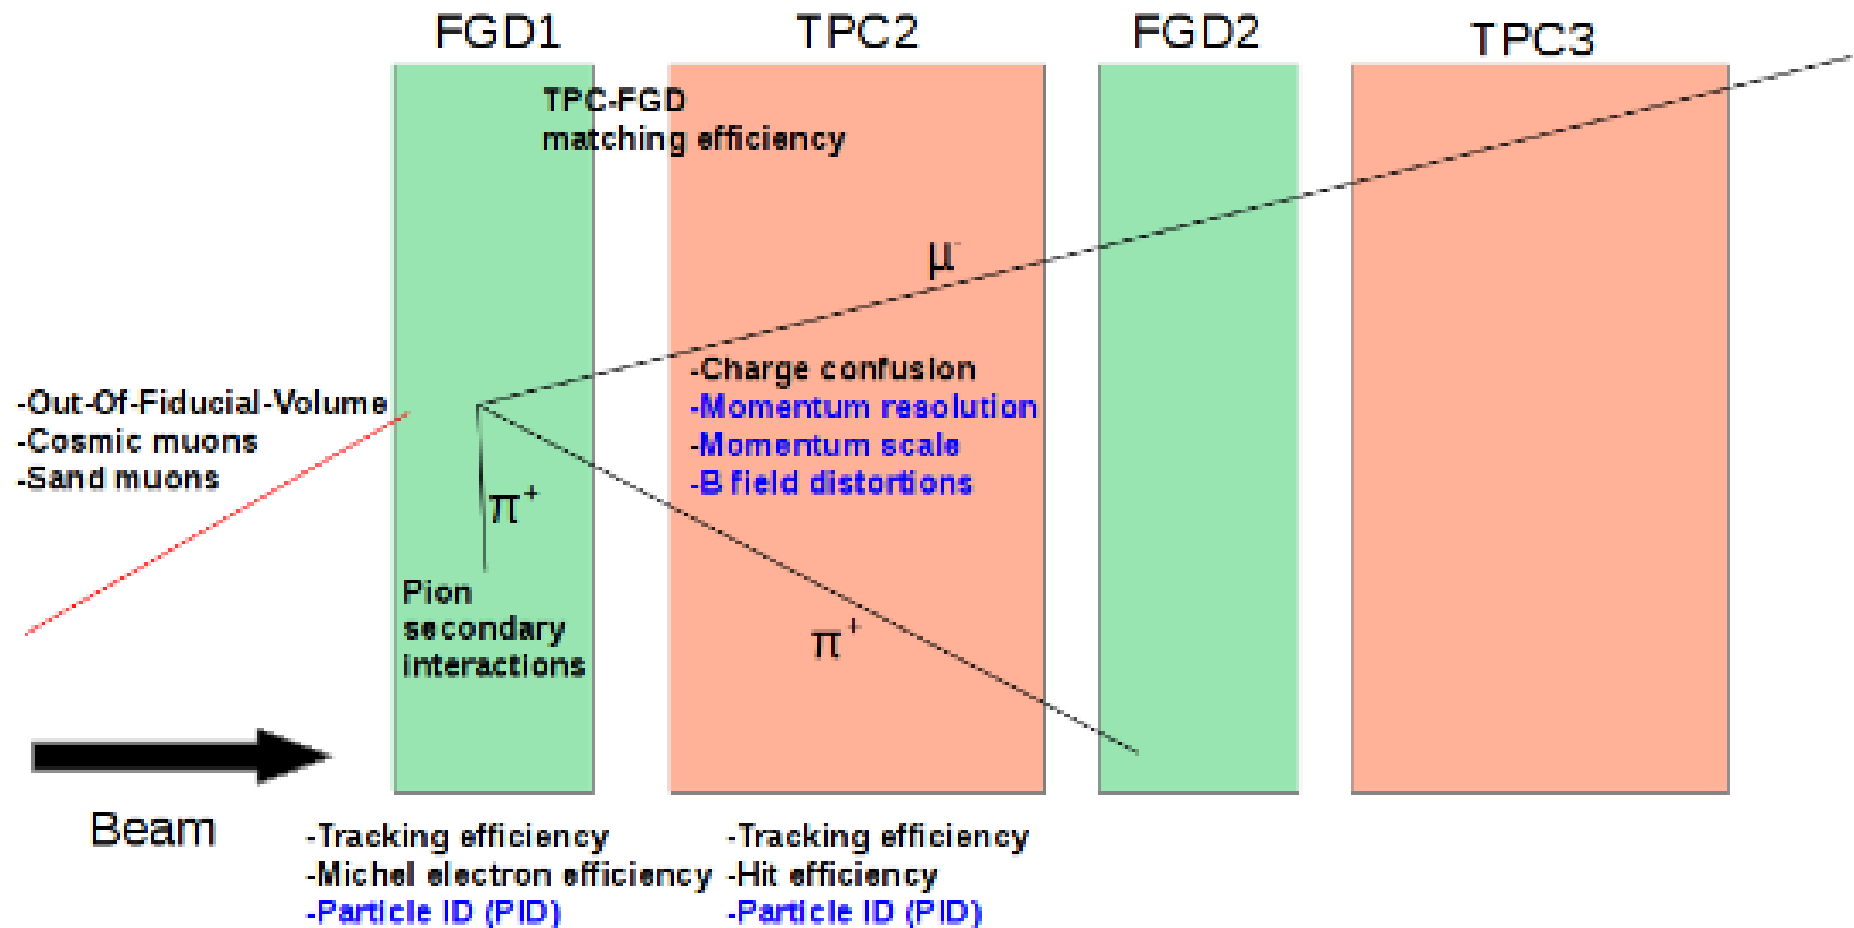 FGD1
TPC2
FGD2
TPC3
TPC-FGD
matching efficiency
μ-
-Charge confusion
-Momentum resolution
-Momentum scale
-B field distortions
-Out-Of-Fiducial-Volume
-Cosmic muons
-Sand muons
π+
Pion
secondary
interactions
π+
Beam
-Tracking efficiency
-Michel electron efficiency
-Particle ID (PID)
-Tracking efficiency
-Hit efficiency
-Particle ID (PID)